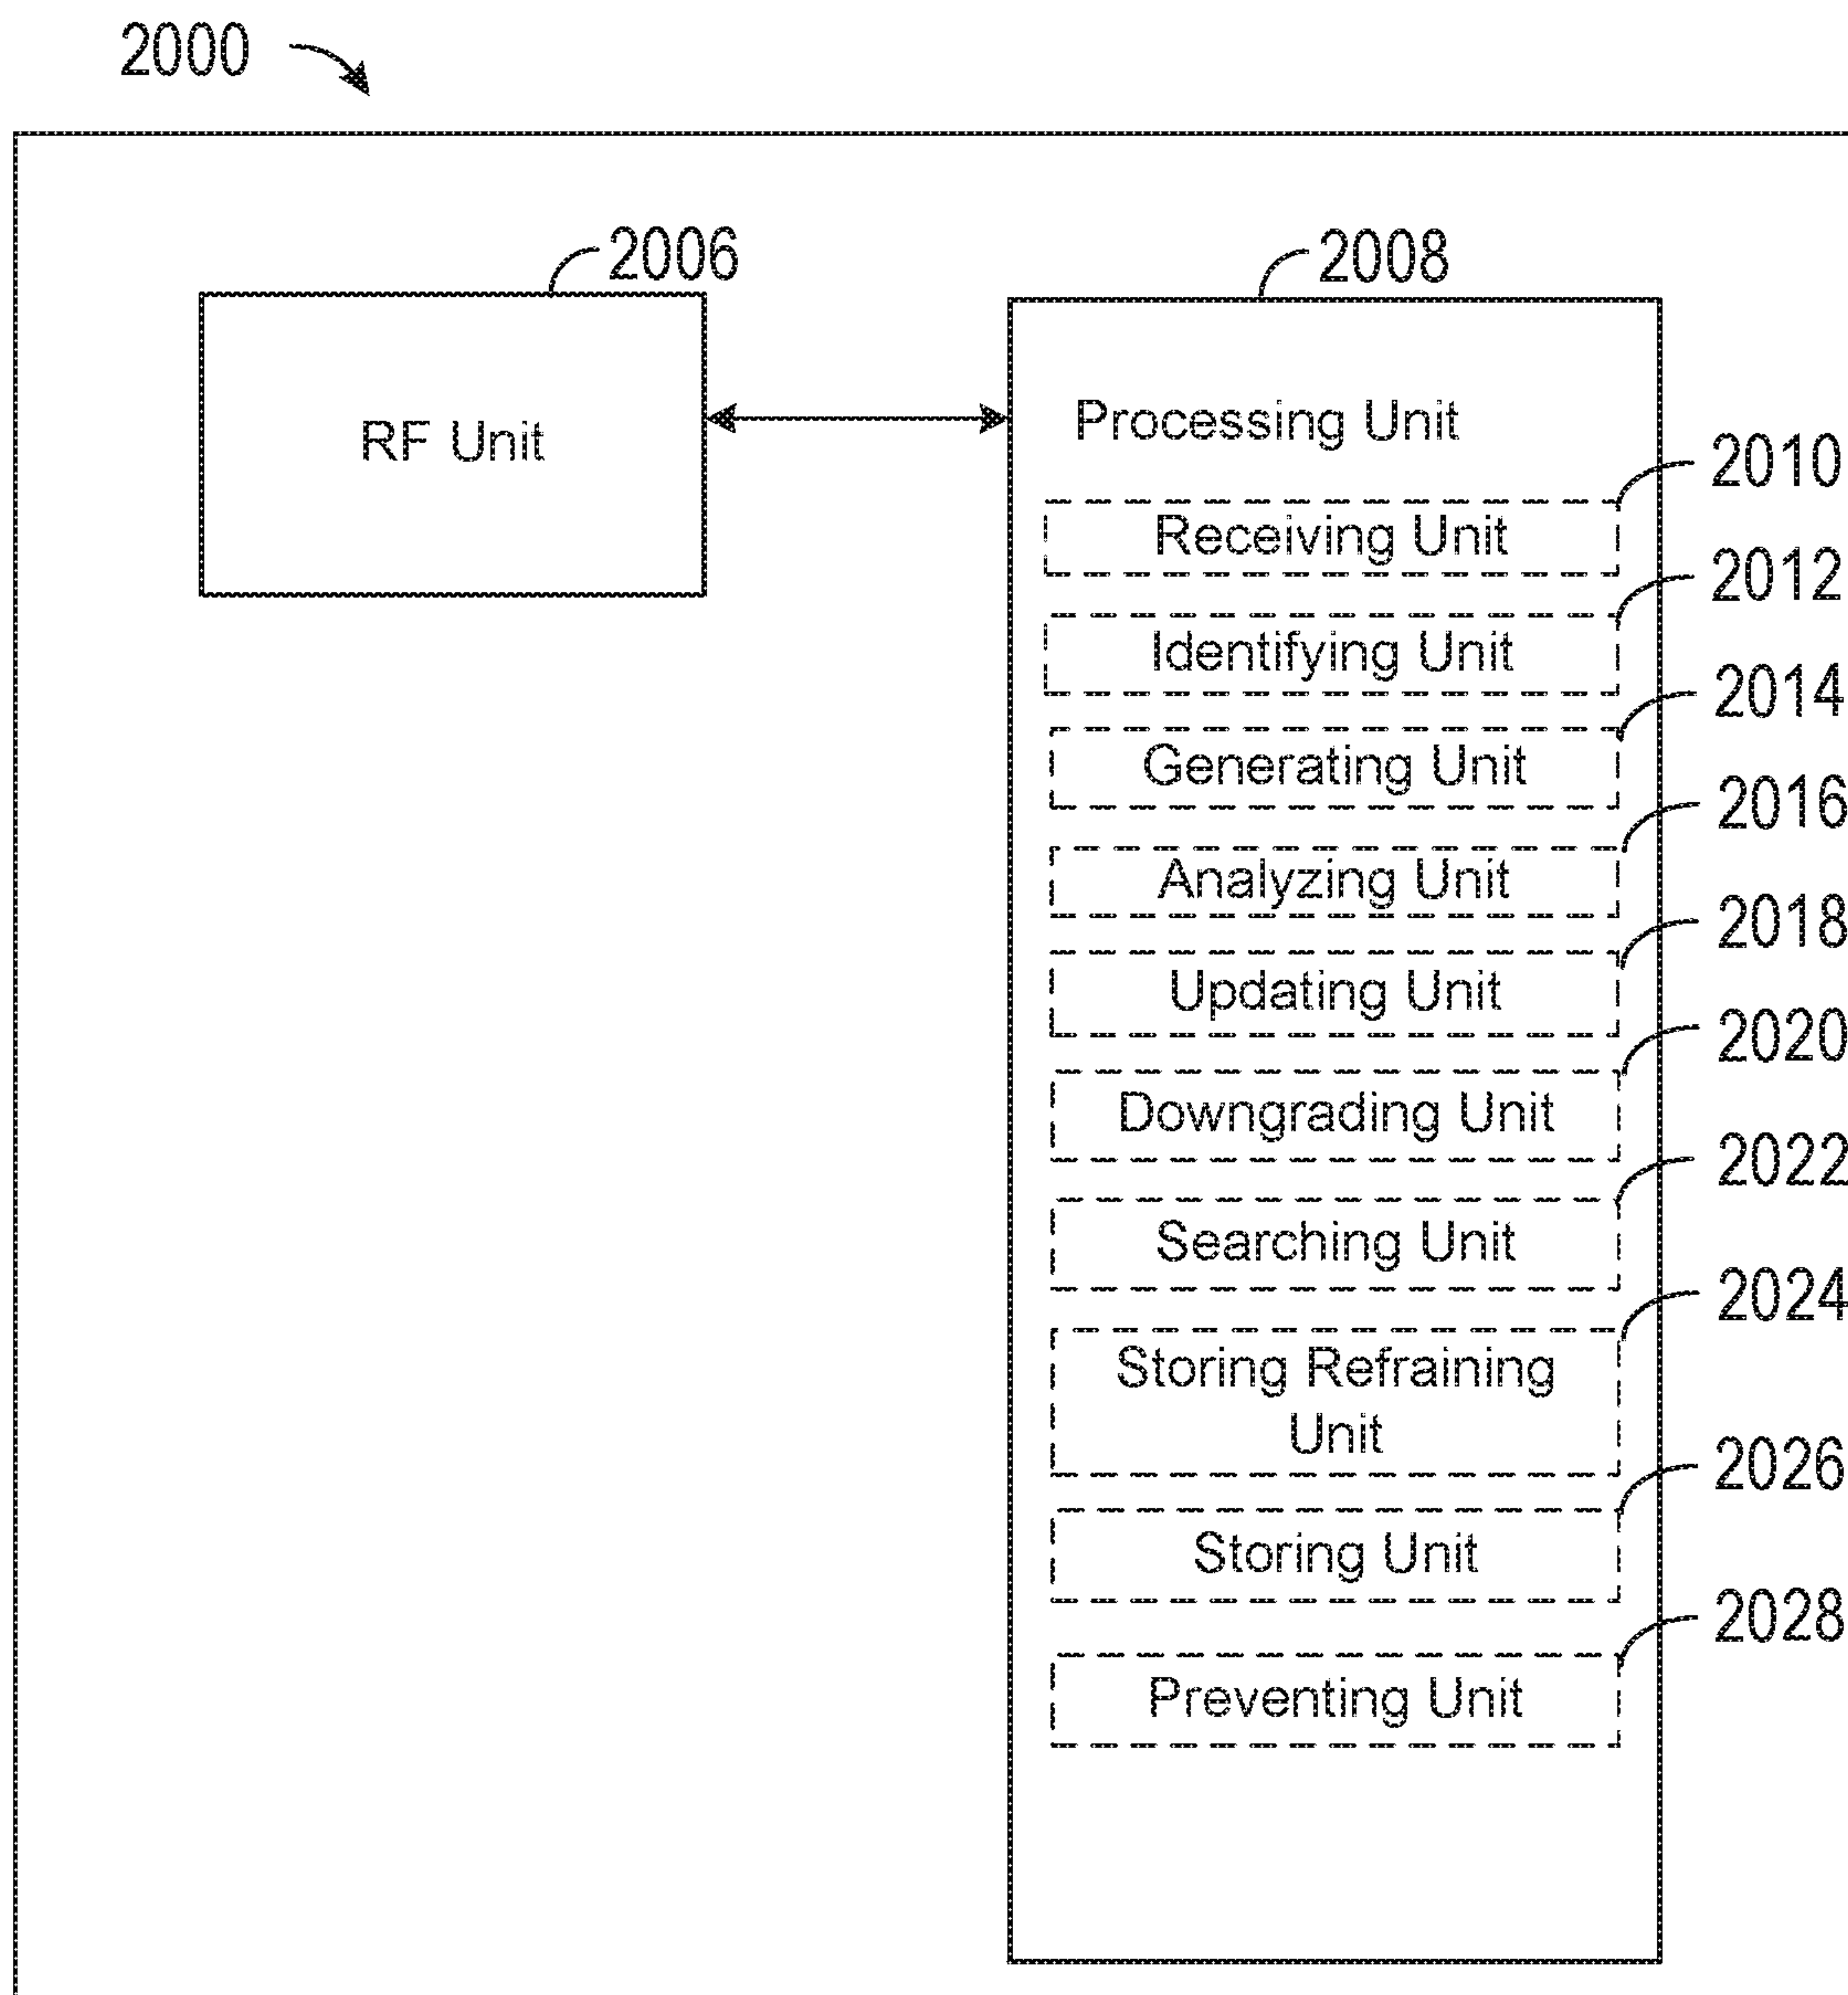 2000
2006
2008
RF Unit
Processing Unit
2010
Receiving Unit
2012
Identifying Unit
2014
Generating Unit
2016
Analyzing Unit
2018
Updating Unit
2020
Downgrading Unit
2022
Searching Unit
2024
Storing Refraining
Unit
2026
Storing Unit
2028
Preventing Unit